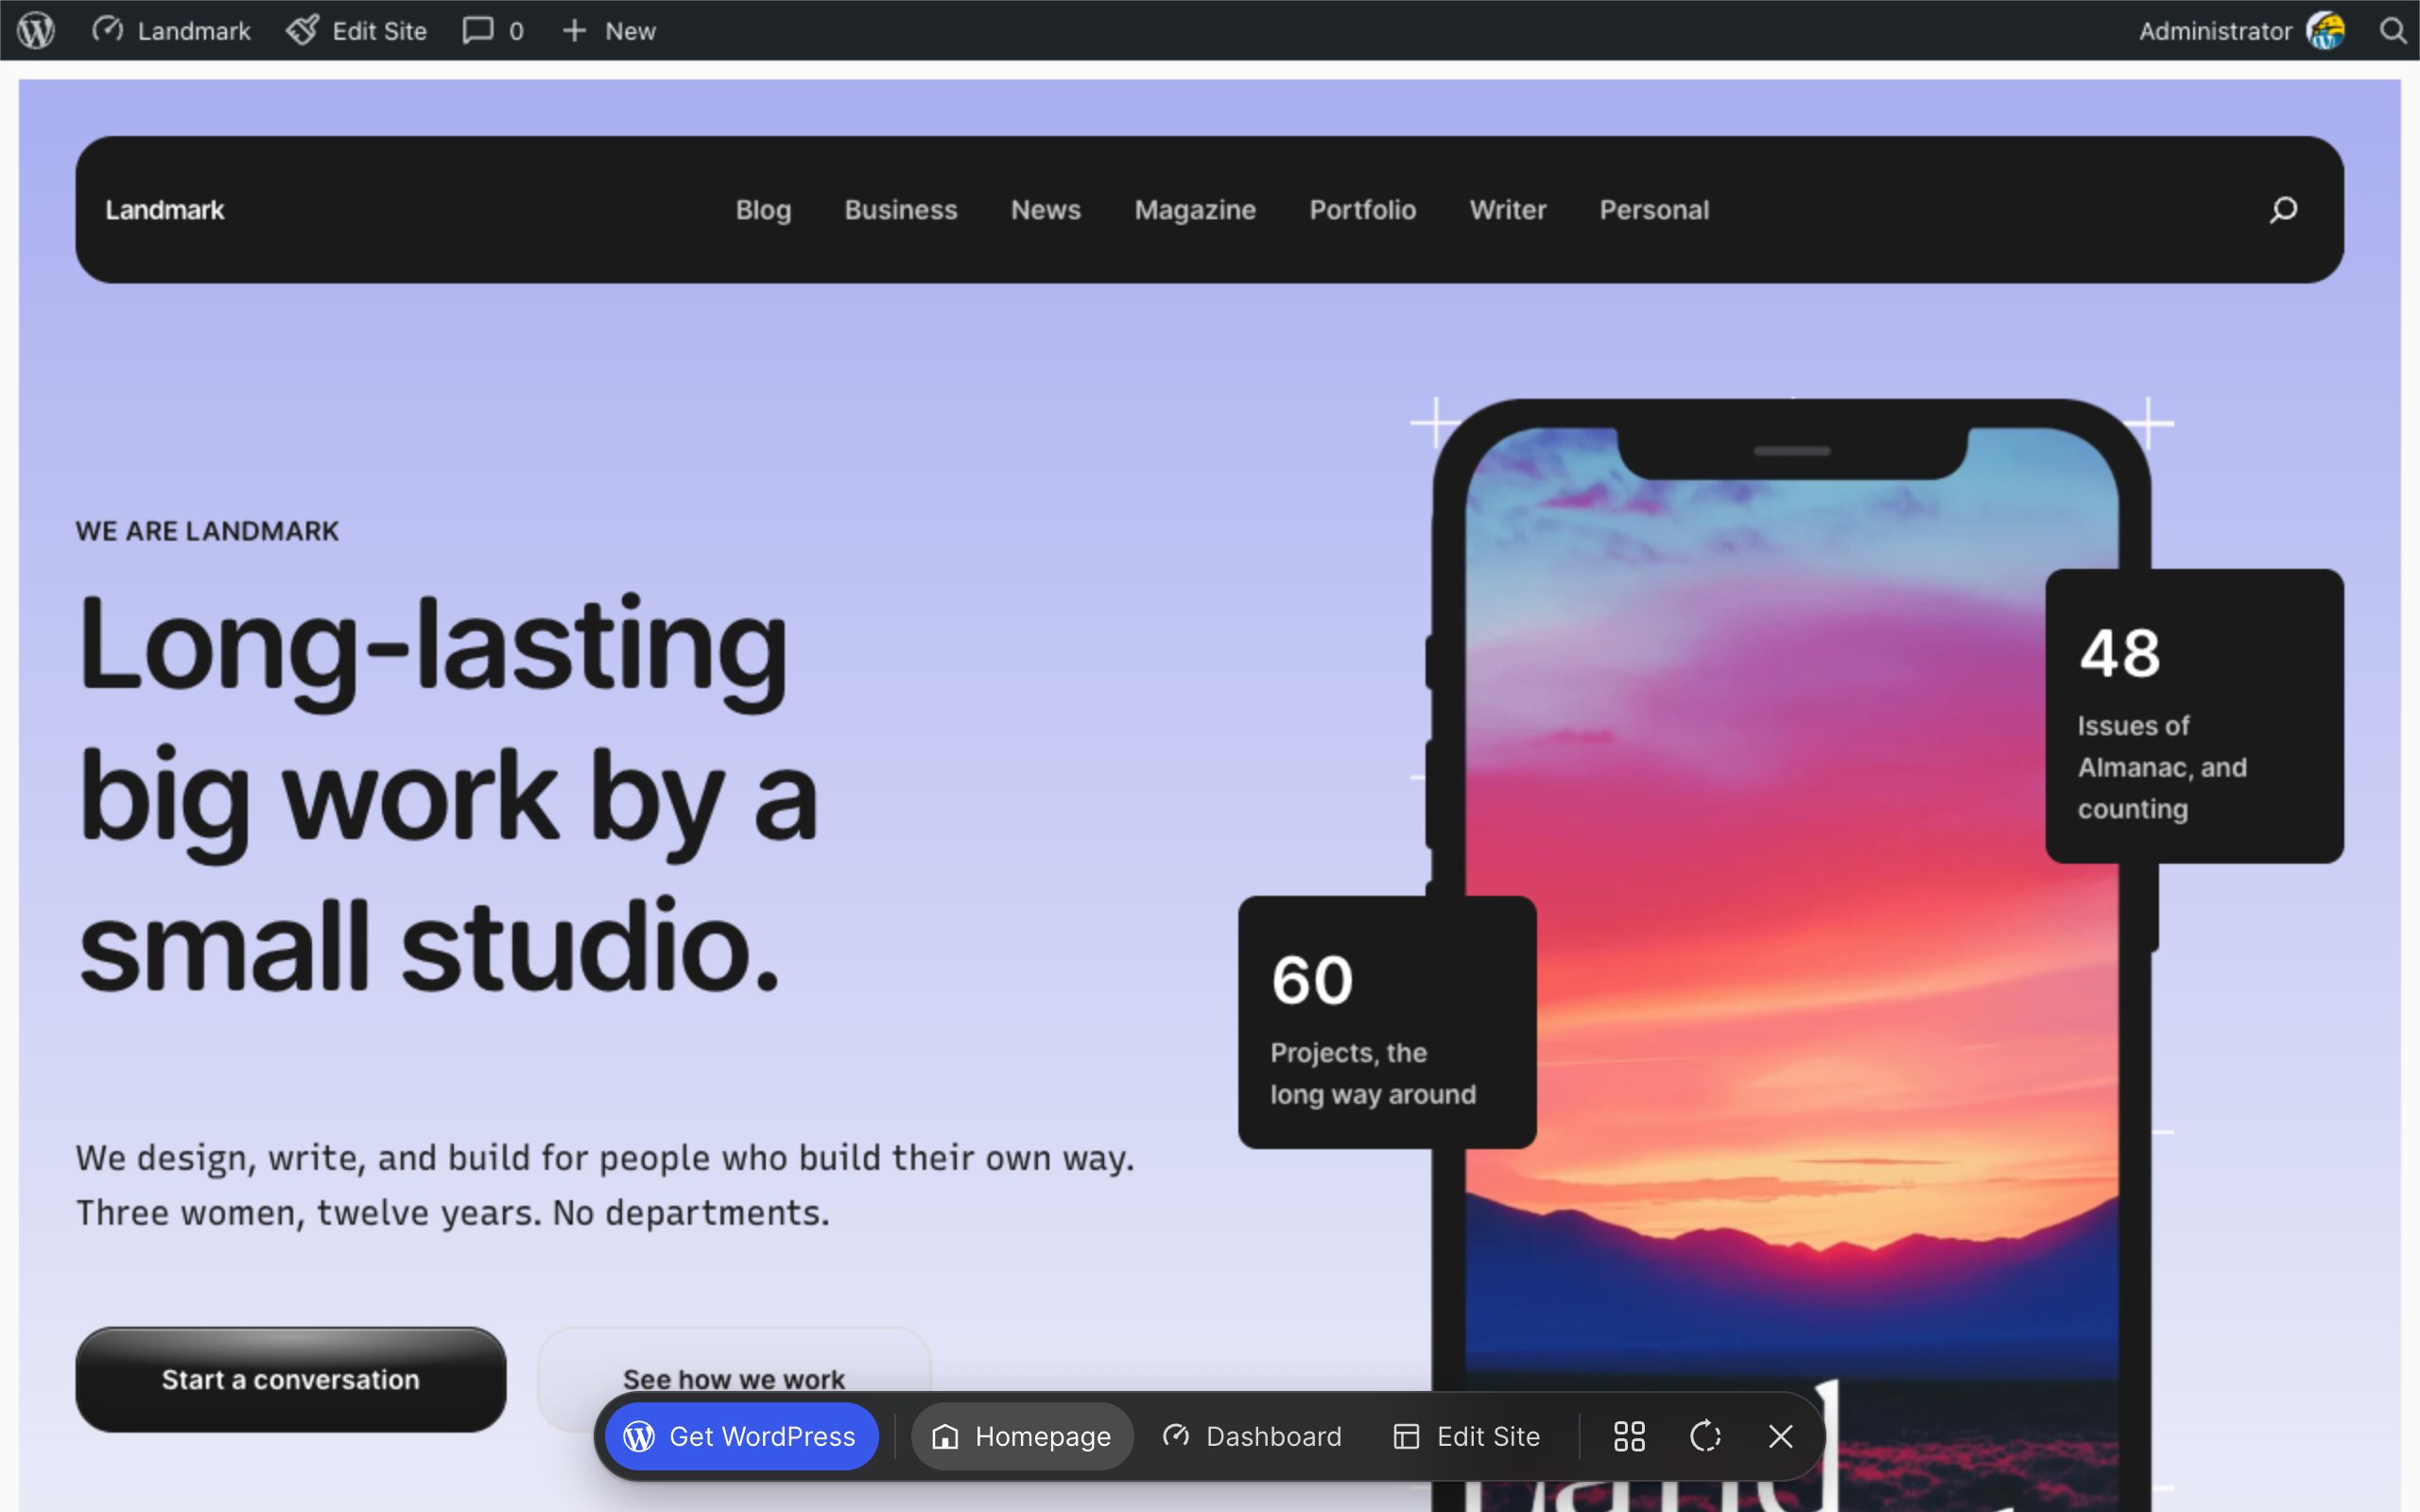 Landmark
Edit Site
0
New
Administrator
Landmark
Blog
Business
News
Magazine
Portfolio
Writer
Personal
WE ARE LANDMARK
Long-lasting
big work by a
small studio.
We design, write, and build for people who build their own way.
Three women, twelve years. No departments.
Start a conversation
See how we work
48
Issues of
Almanac, and
counting
60
Projects, the
long way around
Get WordPress
Homepage
Dashboard
Edit Site